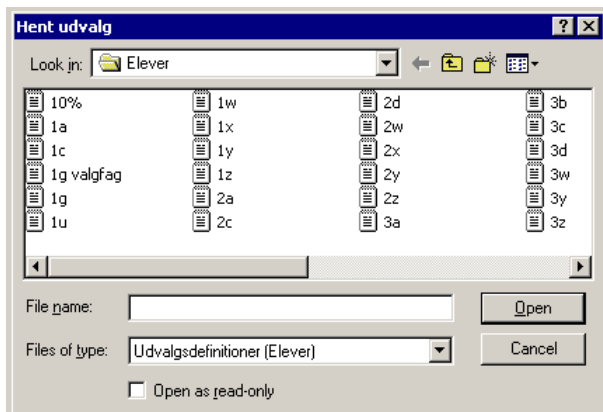 Hent udvalg
Look in: Elever
10% 1w 2d 3b
1a 1x 2w 3c
1c 1y 2x 3d
1g valgfag 1z 2y 3w
1g 2a 2z 3y
1u 2c 3a 3z
File name: Open
Files of type: Udvalgsdefinitioner (Elever) Cancel
Open as read-only